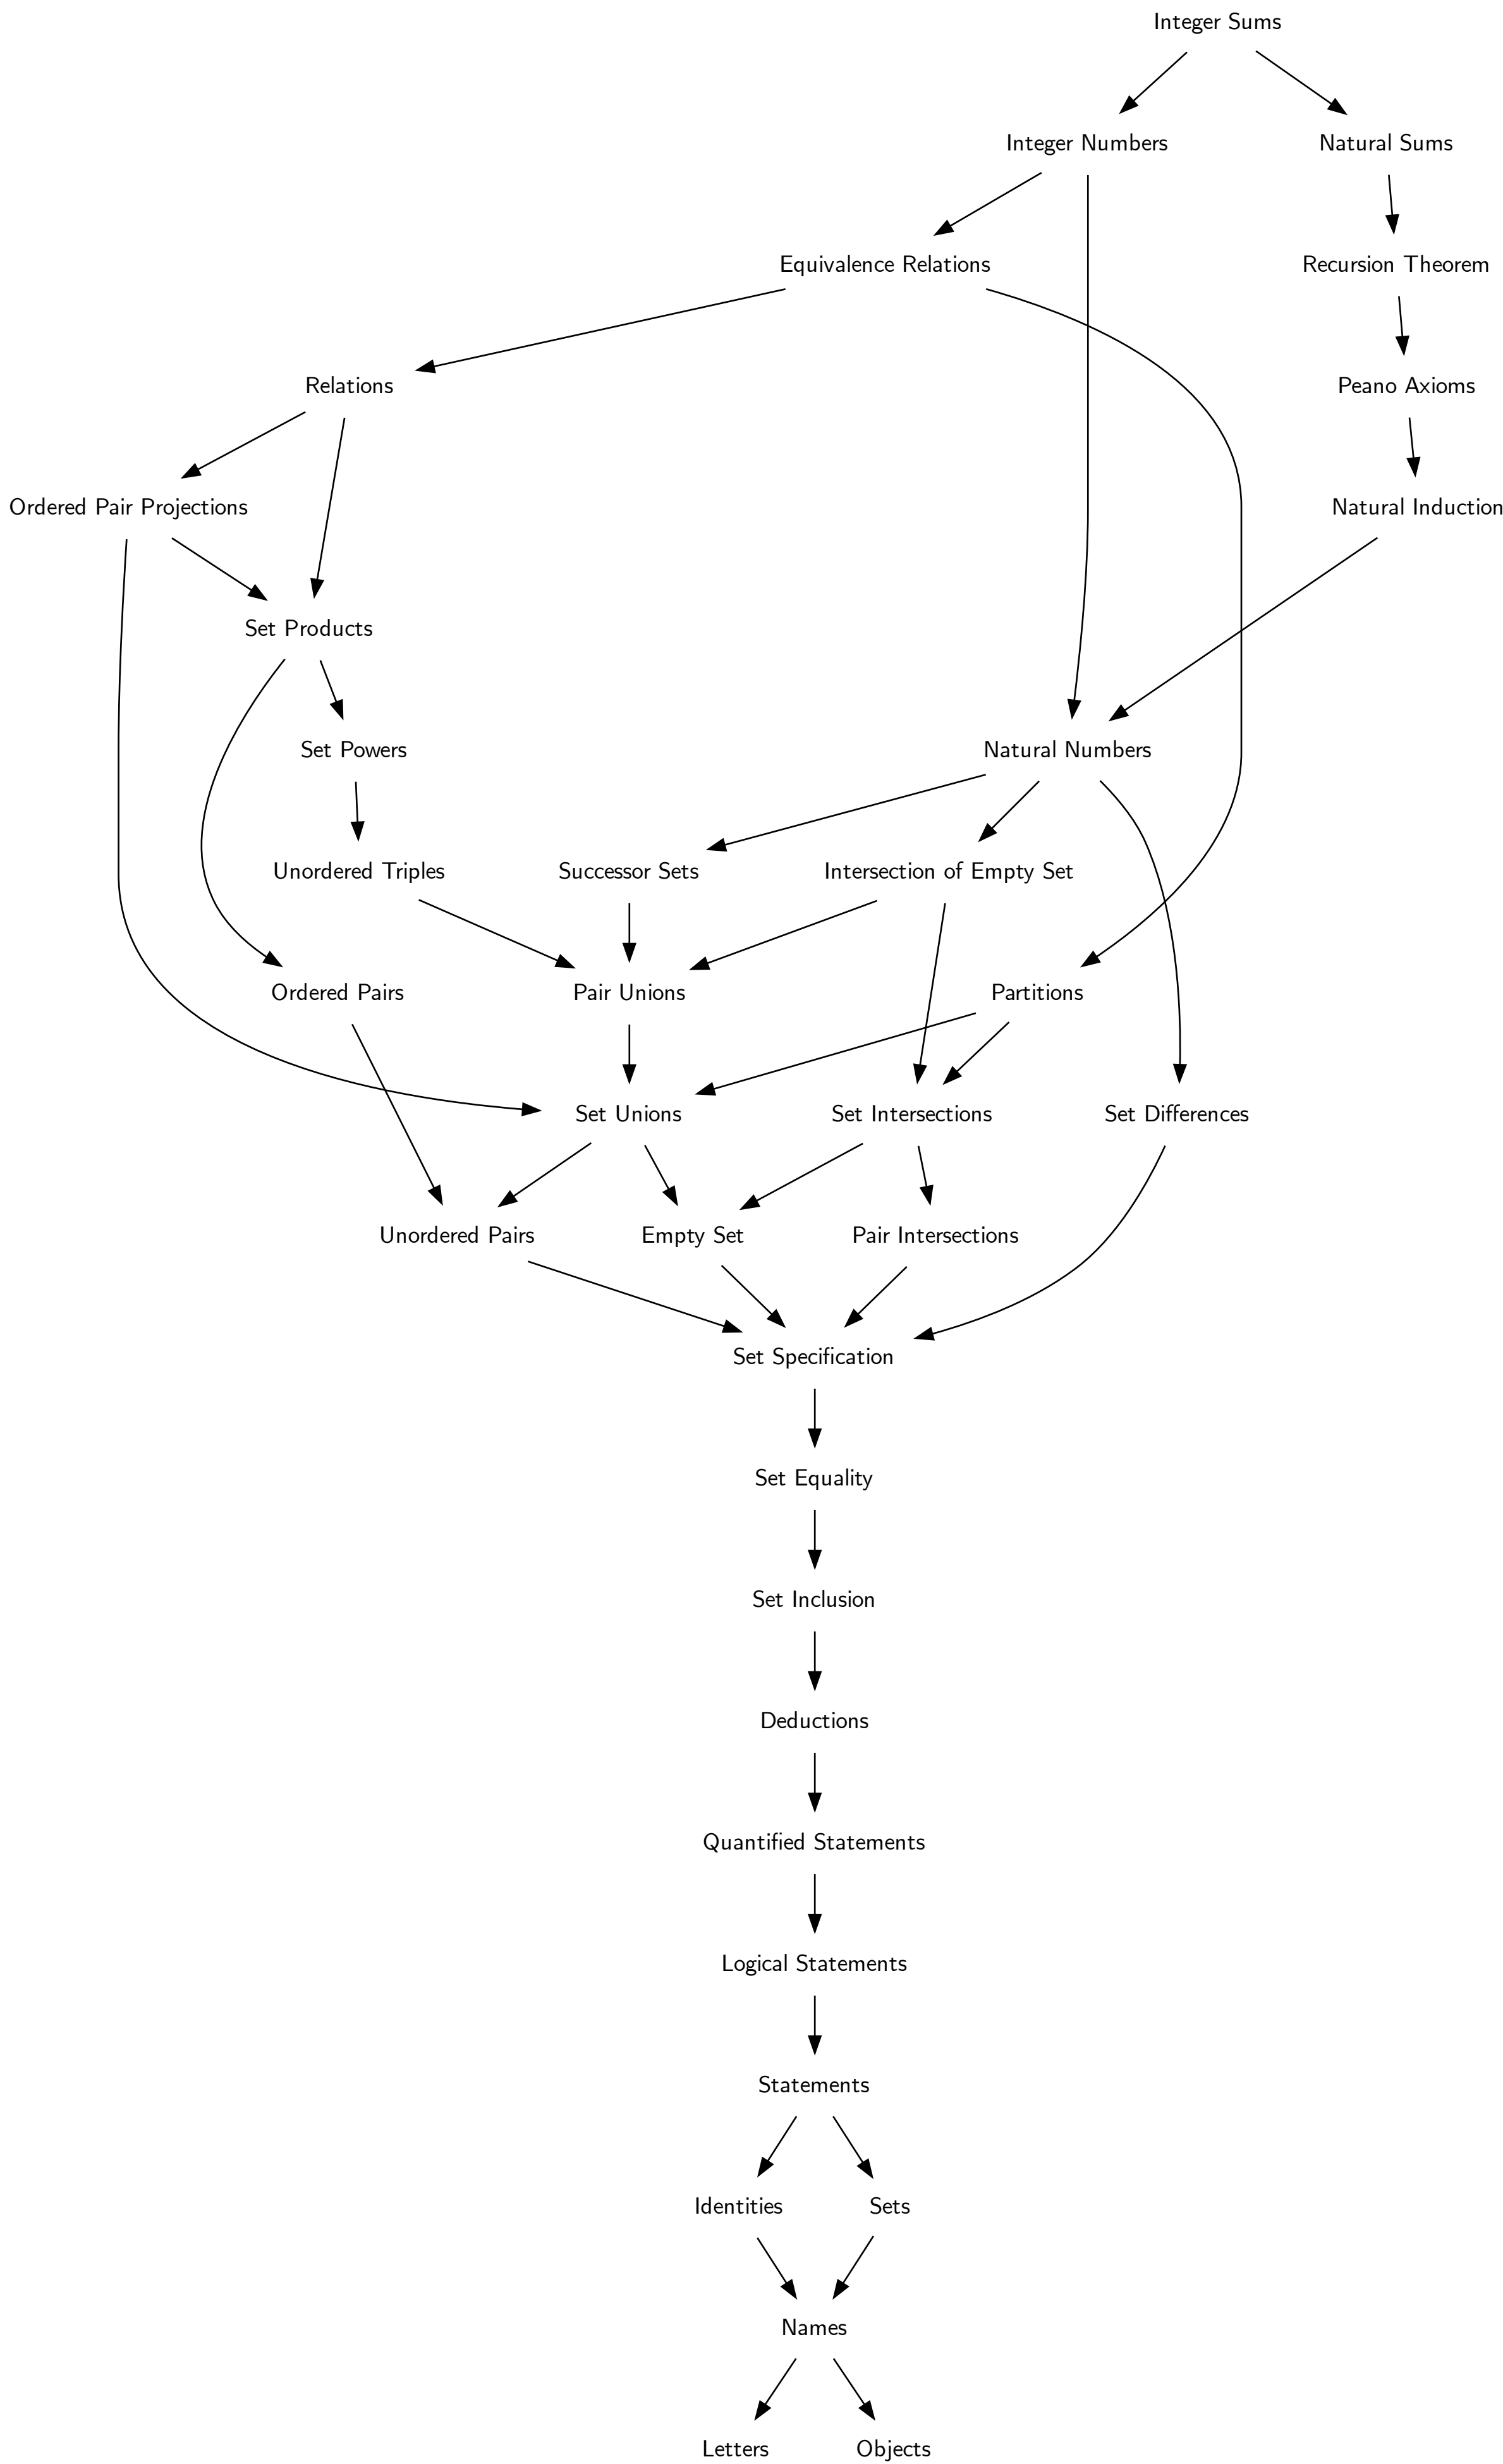 Integer Sums
Integer Numbers
Natural Sums
Equivalence Relations
Recursion Theorem
Relations
Peano Axioms
Ordered Pair Projections
Natural Induction
Set Products
Set Powers
Natural Numbers
Unordered Triples
Successor Sets
Intersection of Empty Set
Ordered Pairs
Pair Unions
Partitions
Set Unions
Set Intersections
Set Differences
Unordered Pairs
Empty Set
Pair Intersections
Set Specification
Set Equality
Set Inclusion
Deductions
Quantified Statements
Logical Statements
Statements
Identities
Sets
Names
Letters
Objects